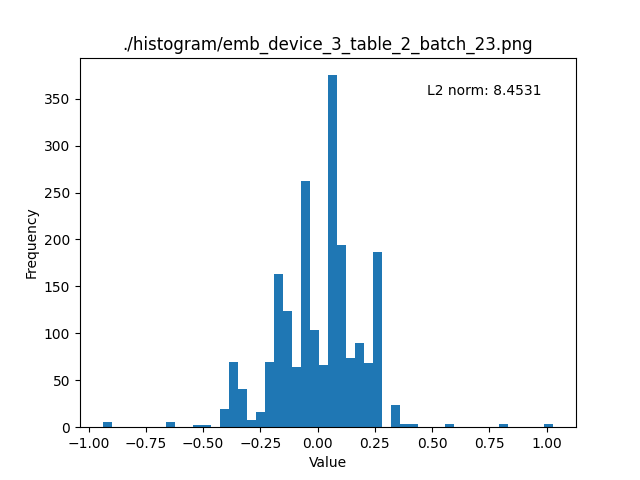 ./histogram/emb_device_3_table_2_batch_23.png
L2 norm: 8.4531
350
300
250
200
150
100
50
0
Frequency
−1.00 −0.75 −0.50 −0.25 0.00 0.25 0.50 0.75 1.00
Value